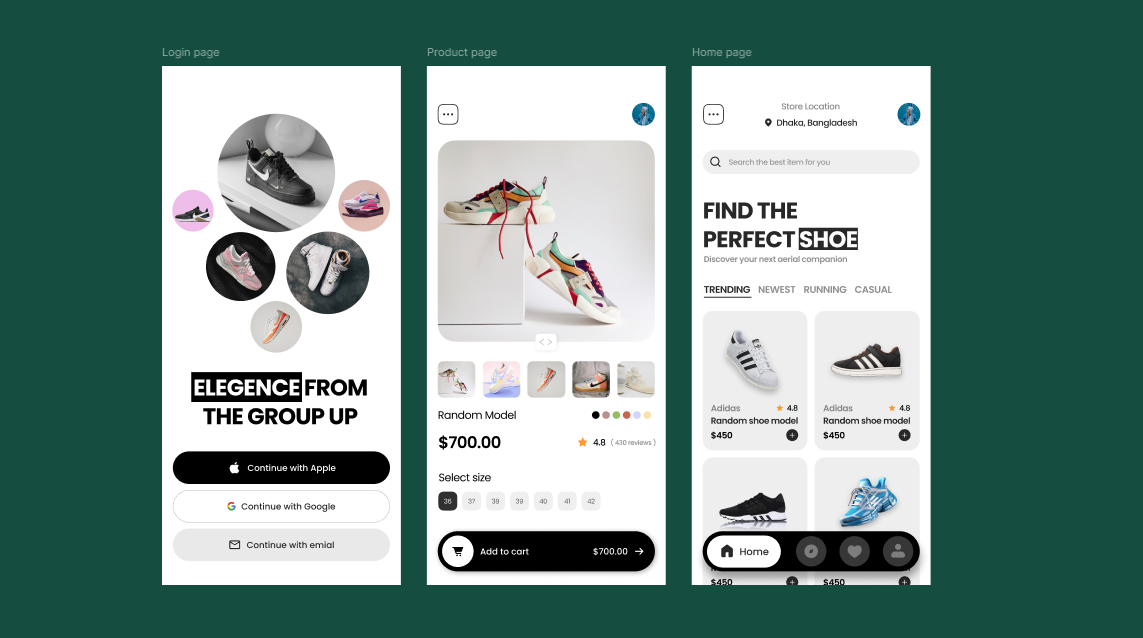 Login page
ELEGENCE FROM
THE GROUP UP
Continue with Apple
Continue with Google
Continue with emial
Product page
Random Model
$700.00
4.8 ( 430 reviews )
Select size
36 37 38 39 40 41 42
Add to cart $700.00
Home page
Store Location
Dhaka, Bangladesh
Search the best item for you
FIND THE
PERFECT SHOE
Discover your next aerial companion
TRENDING NEWEST RUNNING CASUAL
Adidas 4.8
Random shoe model
$450
Adidas 4.8
Random shoe model
$450
Home
$450
$450